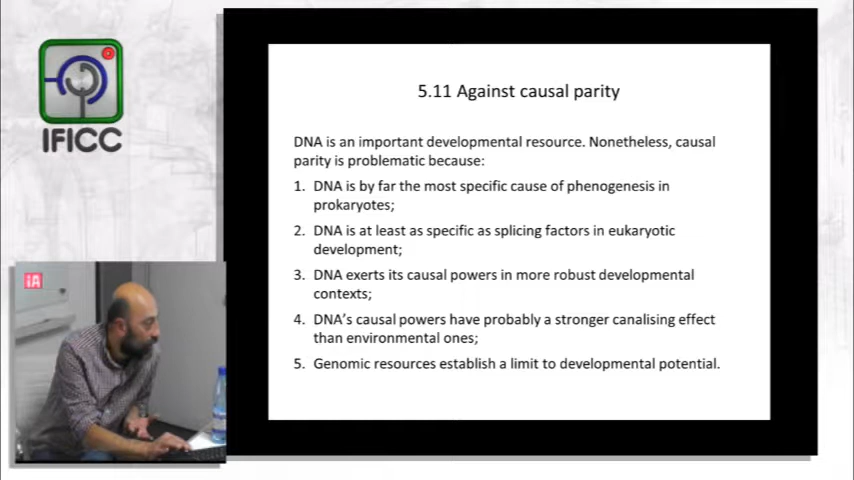 IFICC
iA
5.11 Against causal parity
DNA is an important developmental resource. Nonetheless, causal
parity is problematic because:
1. DNA is by far the most specific cause of phenogenesis in
prokaryotes;
2. DNA is at least as specific as splicing factors in eukaryotic
development;
3. DNA exerts its causal powers in more robust developmental
contexts;
4. DNA's causal powers have probably a stronger canalising effect
than environmental ones;
5. Genomic resources establish a limit to developmental potential.